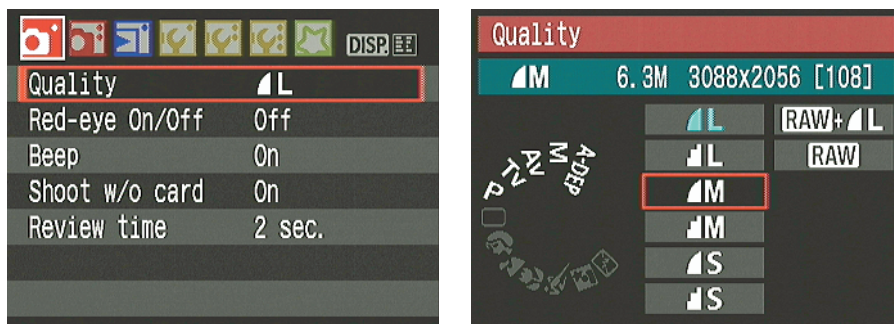 DISP.
Quality L
Red-eye On/Off Off
Beep On
Shoot w/o card On
Review time 2 sec.
Quality
M 6.3M 3088x2056 [108]
L RAW+L
L RAW
M
M
S
S
P TV AV M A-DEP